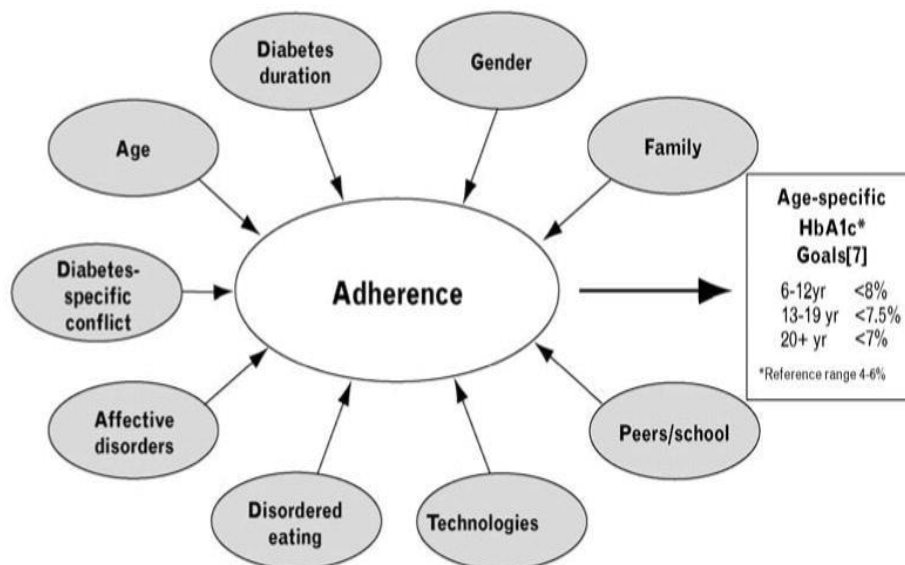 Diabetes
duration
Gender
Age
Family
Age-specific
HbA1c*
Goals[7]
6-12yr <8%
13-19 yr <7.5%
20+ yr <7%
*Reference range 4-6%
Diabetes-
specific
conflict
Adherence
Affective
disorders
Peers/school
Disordered
eating
Technologies